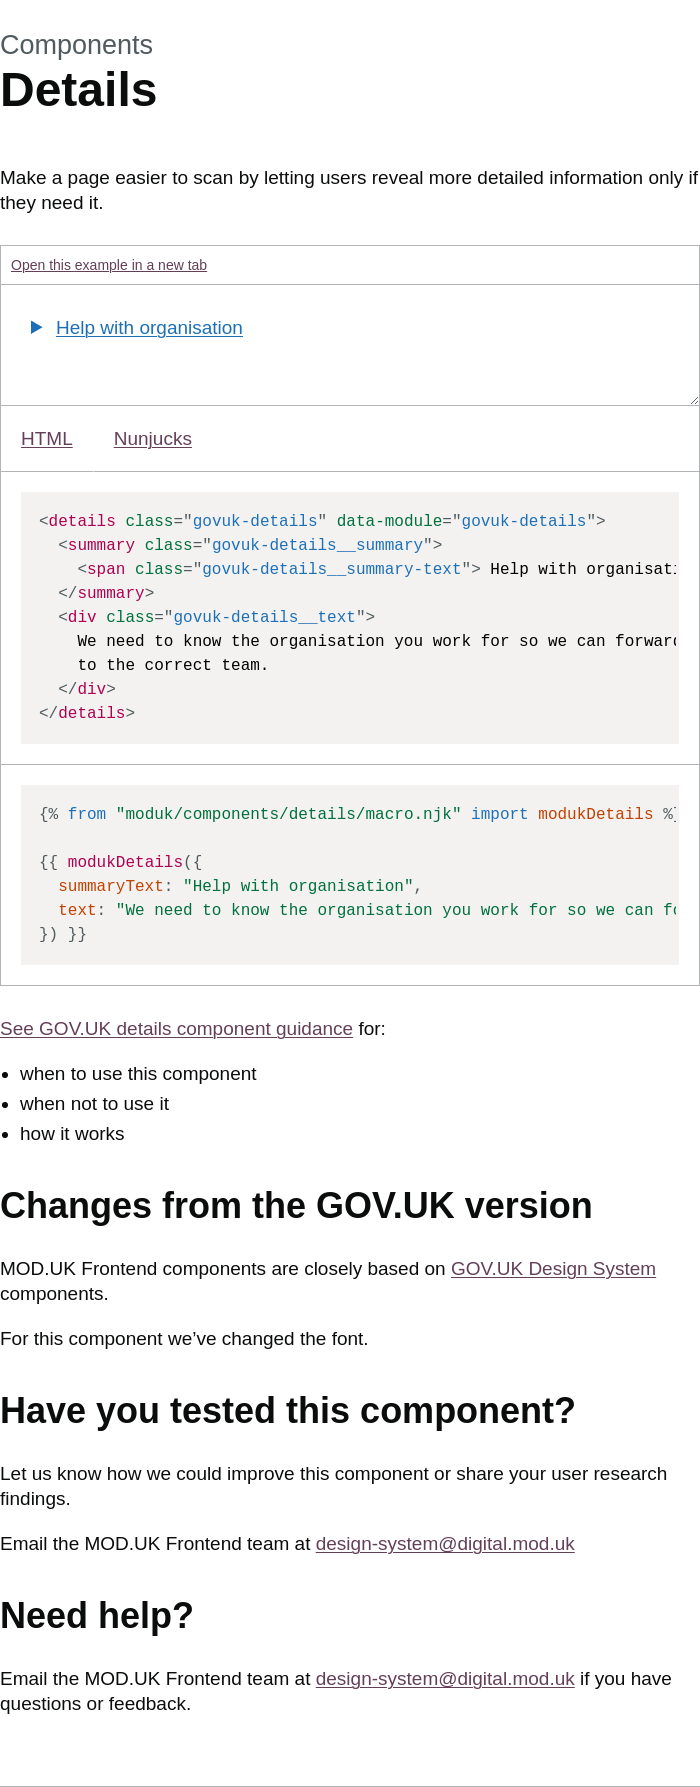 Components
Details
Make a page easier to scan by letting users reveal more detailed information only if
they need it.
Open this example in a new tab
Help with organisation
HTML Nunjucks
<details class="govuk-details" data-module="govuk-details">
  <summary class="govuk-details__summary">
    <span class="govuk-details__summary-text"> Help with organisati
  </summary>
  <div class="govuk-details__text">
    We need to know the organisation you work for so we can forward
    to the correct team.
  </div>
</details>
{% from "moduk/components/details/macro.njk" import modukDetails %}
{{ modukDetails({
  summaryText: "Help with organisation",
  text: "We need to know the organisation you work for so we can fo
}) }}
See GOV.UK details component guidance for:
• when to use this component
• when not to use it
• how it works
Changes from the GOV.UK version
MOD.UK Frontend components are closely based on GOV.UK Design System
components.
For this component we’ve changed the font.
Have you tested this component?
Let us know how we could improve this component or share your user research
findings.
Email the MOD.UK Frontend team at design-system@digital.mod.uk
Need help?
Email the MOD.UK Frontend team at design-system@digital.mod.uk if you have
questions or feedback.